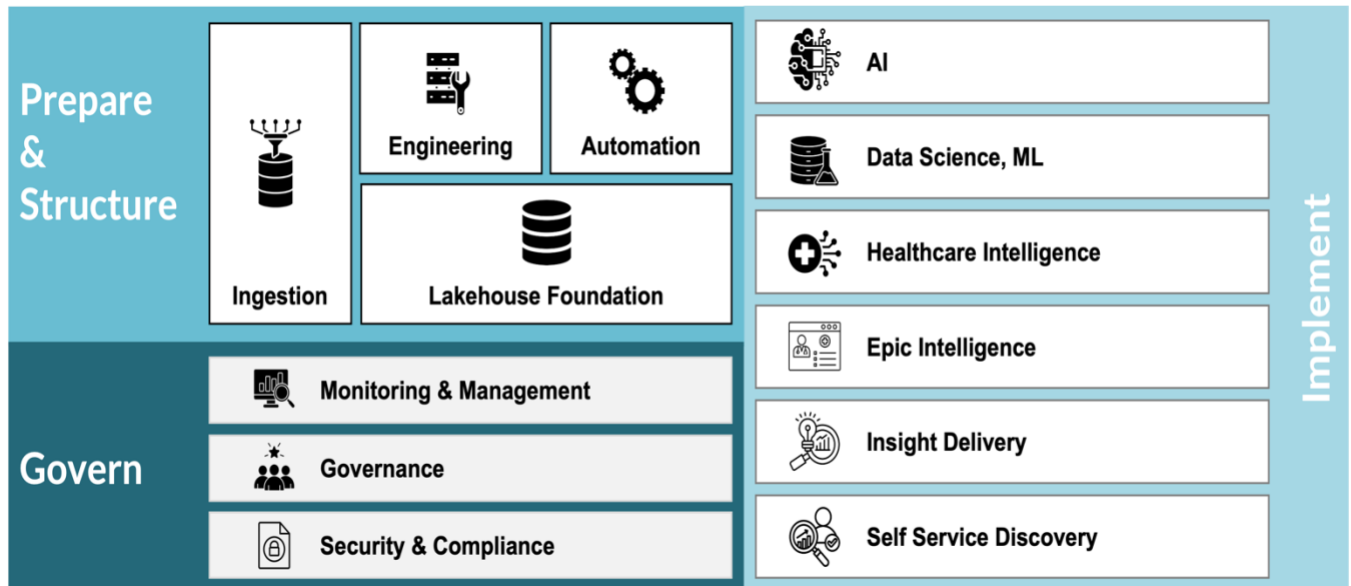 Prepare
&
Structure
Ingestion
Engineering
Automation
Lakehouse Foundation
Govern
Monitoring & Management
Governance
Security & Compliance
AI
Data Science, ML
Healthcare Intelligence
Epic Intelligence
Insight Delivery
Self Service Discovery
Implement